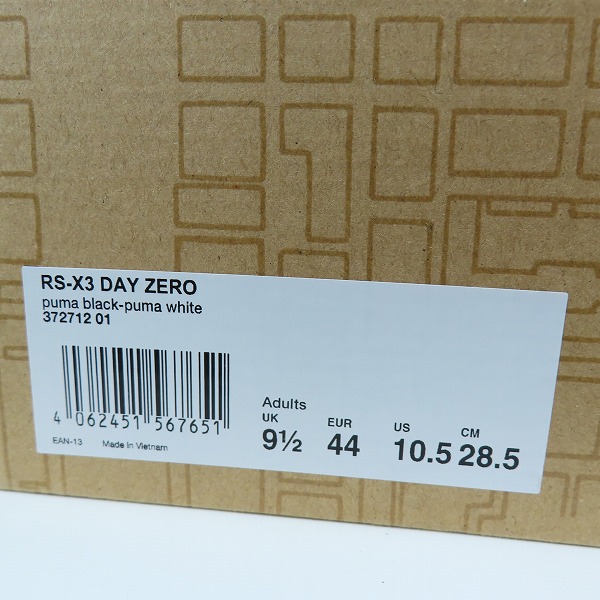 RS-X3 DAY ZERO
puma black-puma white
372712 01
4 062451 567651
EAN-13 Made in Vietnam
Adults
UK EUR US CM
9½ 44 10.5 28.5